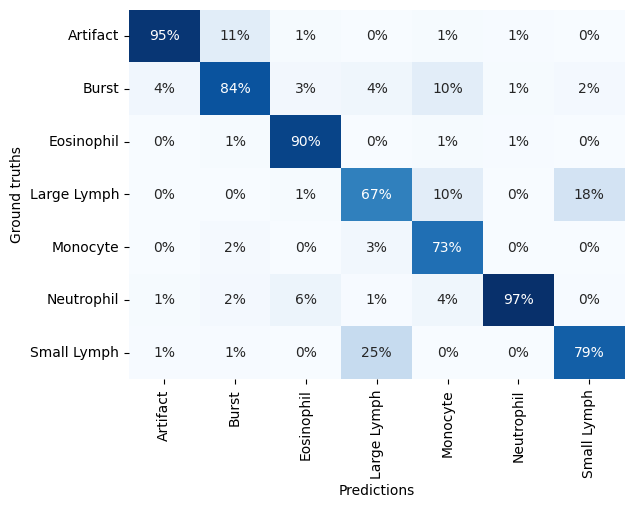 Artifact 95% 11% 1% 0% 1% 1% 0%
Burst 4% 84% 3% 4% 10% 1% 2%
Eosinophil 0% 1% 90% 0% 1% 1% 0%
Large Lymph 0% 0% 1% 67% 10% 0% 18%
Monocyte 0% 2% 0% 3% 73% 0% 0%
Neutrophil 1% 2% 6% 1% 4% 97% 0%
Small Lymph 1% 1% 0% 25% 0% 0% 79%
Ground truths
Artifact
Burst
Eosinophil
Large Lymph
Monocyte
Neutrophil
Small Lymph
Predictions